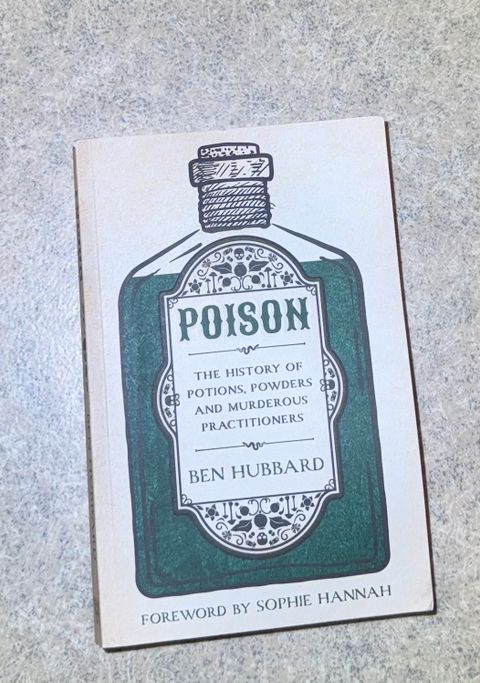 POISON
THE HISTORY OF
POTIONS, POWDERS
AND MURDEROUS
PRACTITIONERS
BEN HUBBARD
FOREWORD BY SOPHIE HANNAH